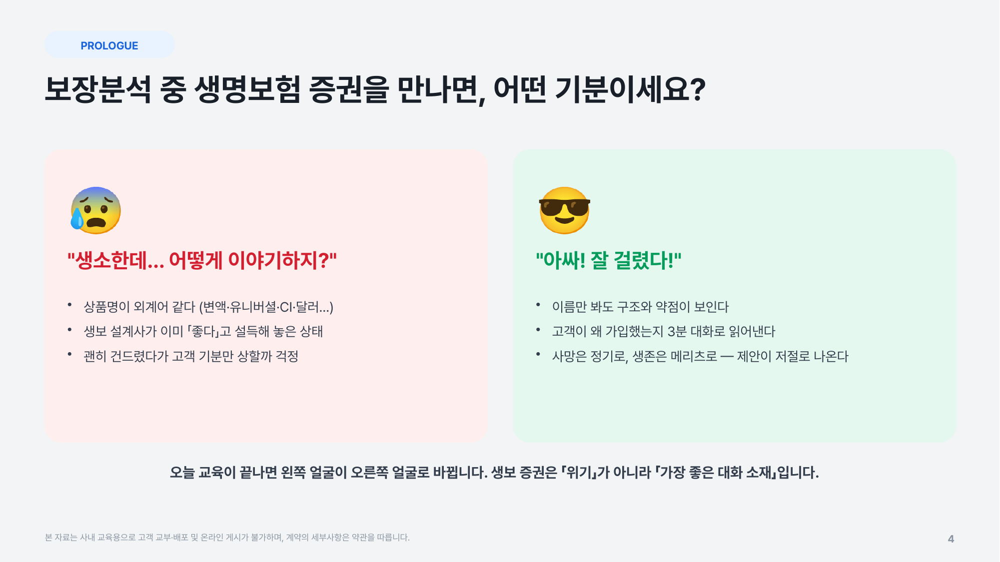 PROLOGUE
보장분석 중 생명보험 증권을 만나면, 어떤 기분이세요?
"생소한데... 어떻게 이야기하지?"
• 상품명이 외계어 같다 (변액·유니버셜·CI·달러...)
• 생보 설계사가 이미 「좋다」고 설득해 놓은 상태
• 괜히 건드렸다가 고객 기분만 상할까 걱정
"아싸! 잘 걸렸다!"
• 이름만 봐도 구조와 약점이 보인다
• 고객이 왜 가입했는지 3분 대화로 읽어낸다
• 사망은 정기로, 생존은 메리츠로 — 제안이 저절로 나온다
오늘 교육이 끝나면 왼쪽 얼굴이 오른쪽 얼굴로 바뀝니다. 생보 증권은 「위기」가 아니라 「가장 좋은 대화 소재」입니다.
본 자료는 사내 교육용으로 고객 교부·배포 및 온라인 게시가 불가하며, 계약의 세부사항은 약관을 따릅니다.
4